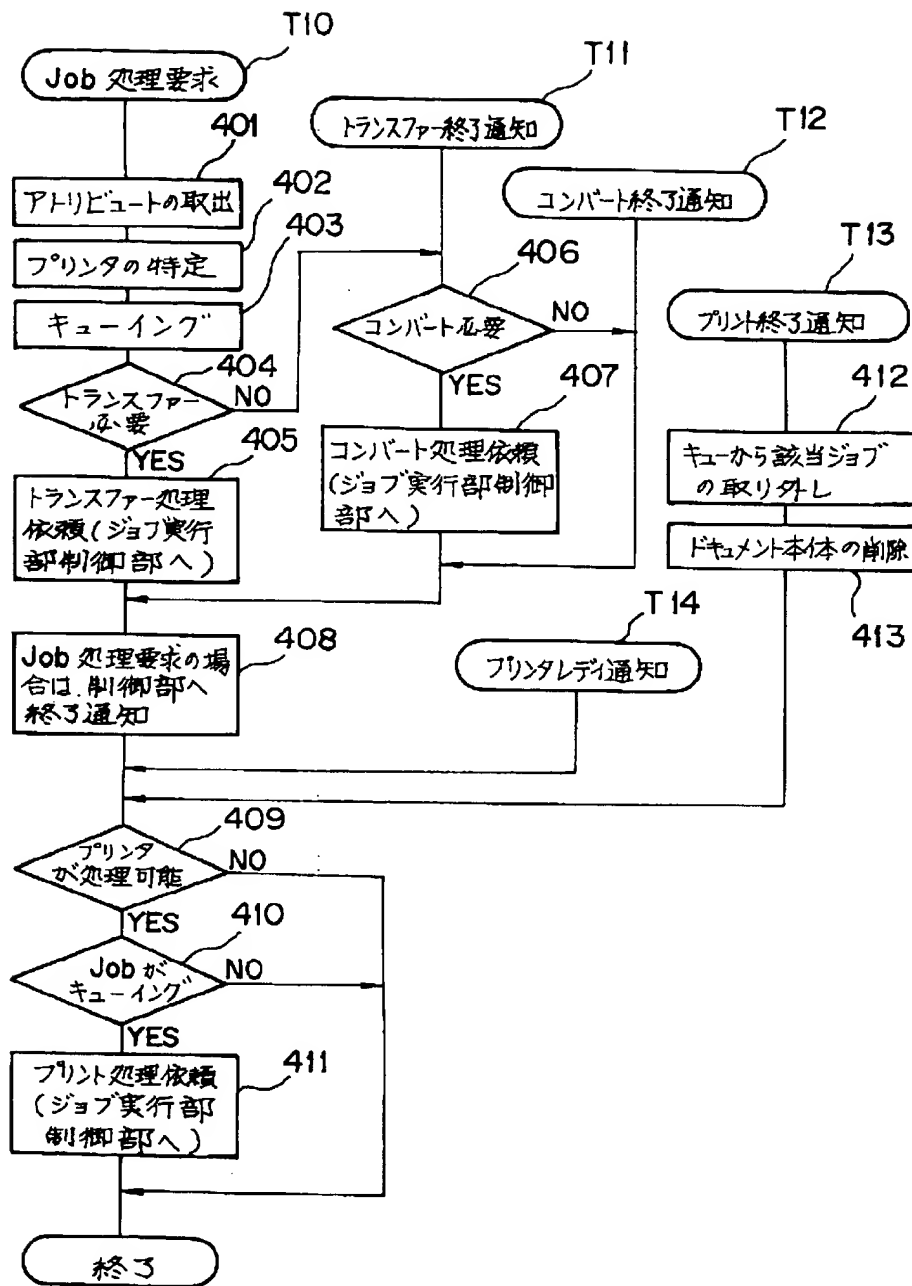 T10
Job 処理要求
T11
トランスファー終了通知
401
アトリビュートの取出
402
プリンタの特定
403
キューイング
404
トランスファー
必要
NO
YES
405
トランスファー処理
依頼(ジョブ実行
部制御部へ)
T12
コンバート終了通知
406
コンバート必要
NO
YES
407
コンバート処理依頼
(ジョブ実行部制御
部へ)
T13
プリント終了通知
412
キューから該当ジョブ
の取り外し
ドキュメント本体の削除
413
408
Job 処理要求の場
合は、制御部へ
終了通知
T14
プリンタレディ通知
409
プリンタ
が処理可能
NO
YES
410
Jobが
キューイング
NO
YES
411
プリント処理依頼
(ジョブ実行部
制御部へ)
終了